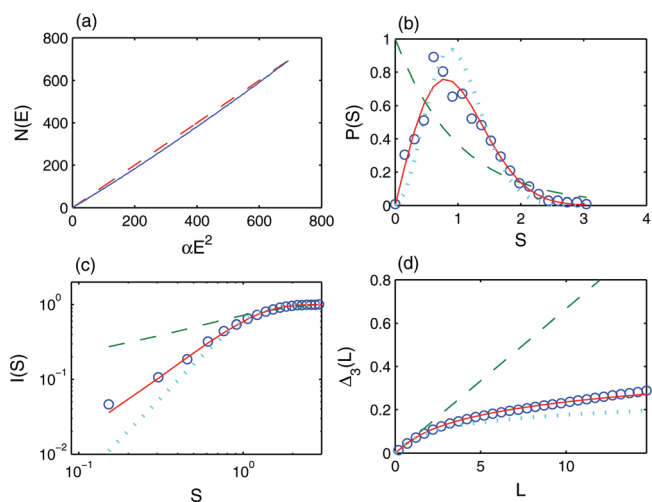 (a)
800
600
400
200
0
0 200 400 600 800
N(E)
αE²
(b)
1
0.8
0.6
0.4
0.2
0
0 1 2 3 4
P(S)
S
(c)
10⁰
10⁻¹
10⁻²
10⁻¹ 10⁰
I(S)
S
(d)
0.8
0.6
0.4
0.2
0
0 5 10
Δ₃(L)
L